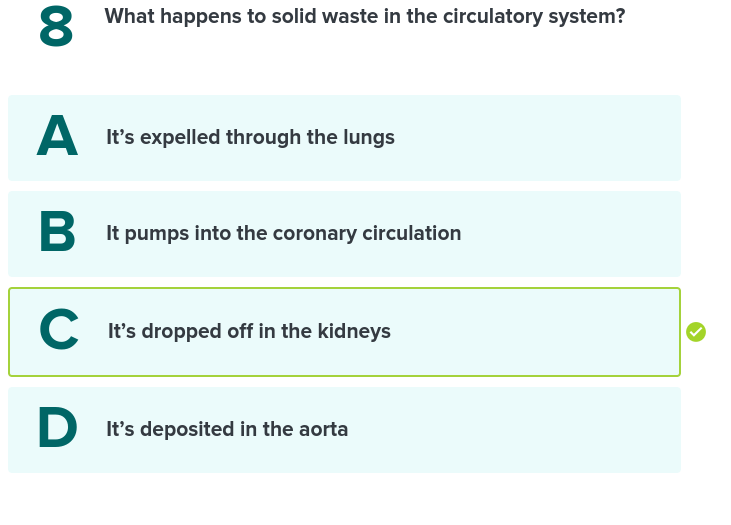 8 What happens to solid waste in the circulatory system?
A It’s expelled through the lungs
B It pumps into the coronary circulation
C It’s dropped off in the kidneys
D It’s deposited in the aorta